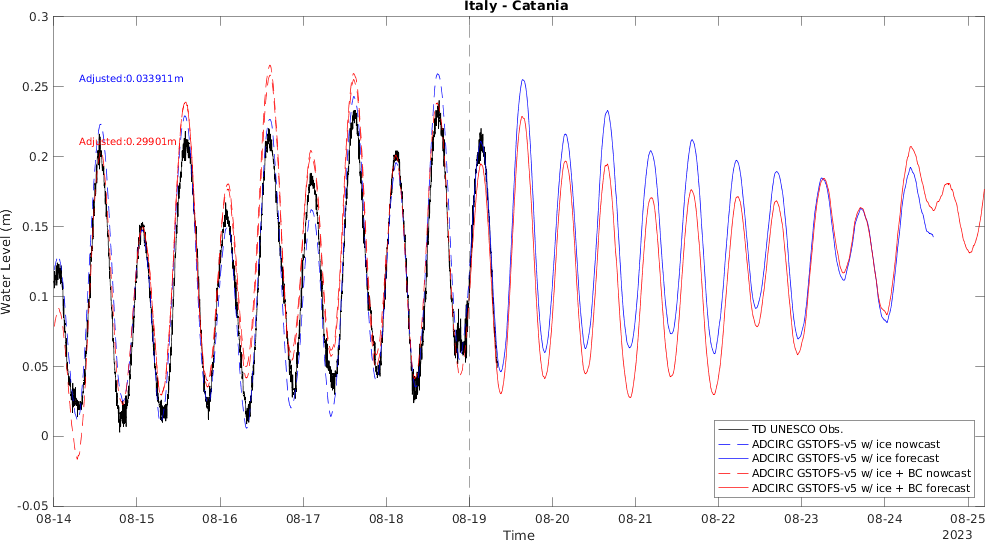 Italy - Catania
0.3
0.25
0.2
0.15
0.1
0.05
0
-0.05
Water Level (m)
Adjusted:0.033911m
Adjusted:0.29901m
TD UNESCO Obs.
ADCIRC GSTOFS-v5 w/ ice nowcast
ADCIRC GSTOFS-v5 w/ ice forecast
ADCIRC GSTOFS-v5 w/ ice + BC nowcast
ADCIRC GSTOFS-v5 w/ ice + BC forecast
08-14 08-15 08-16 08-17 08-18 08-19 08-20 08-21 08-22 08-23 08-24 08-25
Time
2023